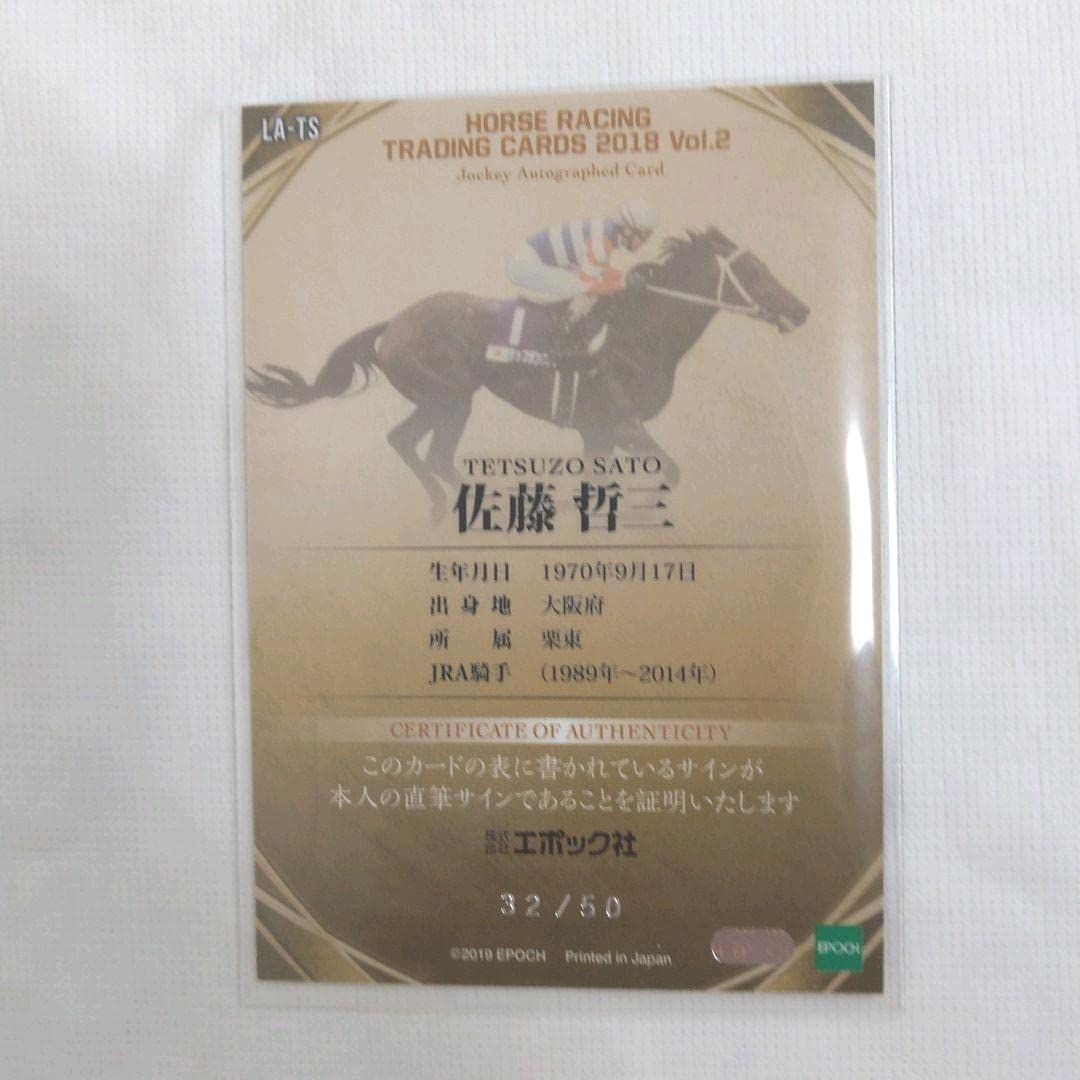 LA-TS
HORSE RACING
TRADING CARDS 2018 Vol.2
Jockey Autographed Card
1
TETSUZO SATO
佐藤 哲三
生年月日 1970年9月17日
出身地 大阪府
所属 栗東
JRA騎手 (1989年～2014年)
CERTIFICATE OF AUTHENTICITY
このカードの表に書かれているサインが
本人の直筆サインであることを証明いたします
株式会社 エポック社
32/50
©2019 EPOCH Printed in Japan
EPOCH